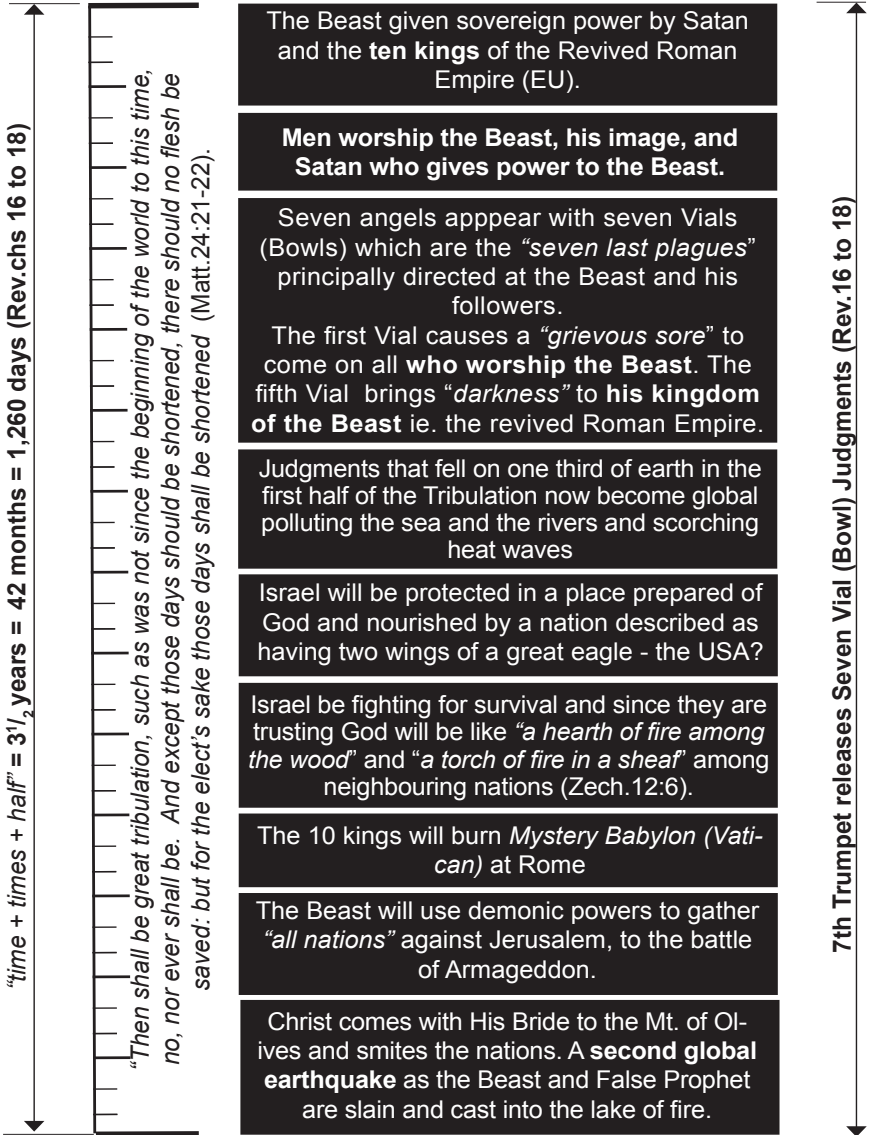 "time + times + half" = 3 1/2 years = 42 months = 1,260 days (Rev.chs 16 to 18)
"Then shall be great tribulation, such as was not since the beginning of the world to this time,
no, nor ever shall be. And except those days should be shortened, there should no flesh be
saved: but for the elect's sake those days shall be shortened (Matt.24:21-22).
The Beast given sovereign power by Satan
and the ten kings of the Revived Roman
Empire (EU).
Men worship the Beast, his image, and
Satan who gives power to the Beast.
Seven angels apppear with seven Vials
(Bowls) which are the "seven last plagues"
principally directed at the Beast and his
followers.
The first Vial causes a "grievous sore" to
come on all who worship the Beast. The
fifth Vial brings "darkness" to his kingdom
of the Beast ie. the revived Roman Empire.
Judgments that fell on one third of earth in the
first half of the Tribulation now become global
polluting the sea and the rivers and scorching
heat waves
Israel will be protected in a place prepared of
God and nourished by a nation described as
having two wings of a great eagle - the USA?
Israel be fighting for survival and since they are
trusting God will be like "a hearth of fire among
the wood" and "a torch of fire in a sheaf" among
neighbouring nations (Zech.12:6).
The 10 kings will burn Mystery Babylon (Vati-
can) at Rome
The Beast will use demonic powers to gather
"all nations" against Jerusalem, to the battle
of Armageddon.
Christ comes with His Bride to the Mt. of Ol-
ives and smites the nations. A second global
earthquake as the Beast and False Prophet
are slain and cast into the lake of fire.
7th Trumpet releases Seven Vial (Bowl) Judgments (Rev.16 to 18)